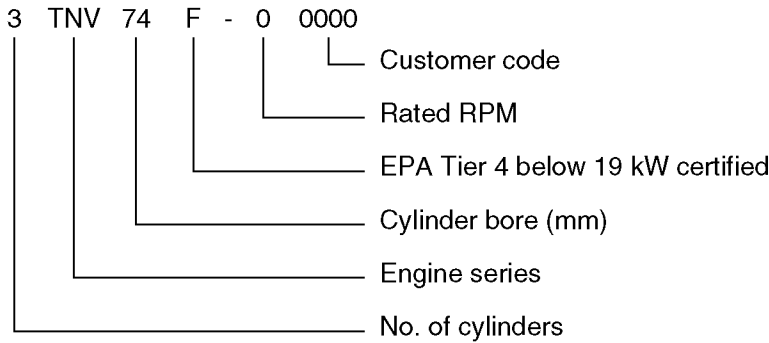 3 TNV 74 F - 0 0000
Customer code
Rated RPM
EPA Tier 4 below 19 kW certified
Cylinder bore (mm)
Engine series
No. of cylinders